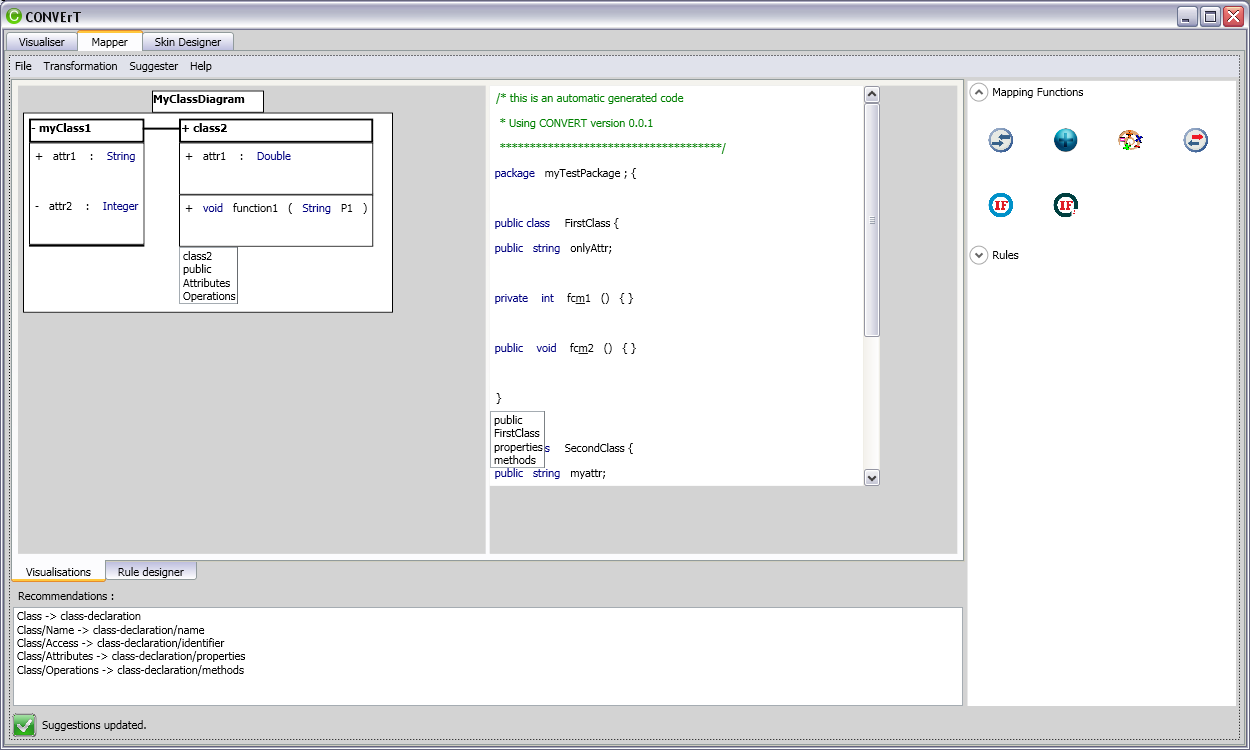 CONVErT
Visualiser Mapper Skin Designer
File Transformation Suggester Help
MyClassDiagram
- myClass1
+ attr1 : String
- attr2 : Integer
+ class2
+ attr1 : Double
+ void function1 ( String P1 )
class2
public
Attributes
Operations
/* this is an automatic generated code
* Using CONVERT version 0.0.1
*************************************/
package myTestPackage ; {
public class FirstClass {
public string onlyAttr;
private int fcm1 () { }
public void fcm2 () { }
}
public
FirstClass
properties
methods
s SecondClass {
public string myattr;
Mapping Functions
IF
IF
Rules
Visualisations Rule designer
Recommendations :
Class -> class-declaration
Class/Name -> class-declaration/name
Class/Access -> class-declaration/identifier
Class/Attributes -> class-declaration/properties
Class/Operations -> class-declaration/methods
Suggestions updated.